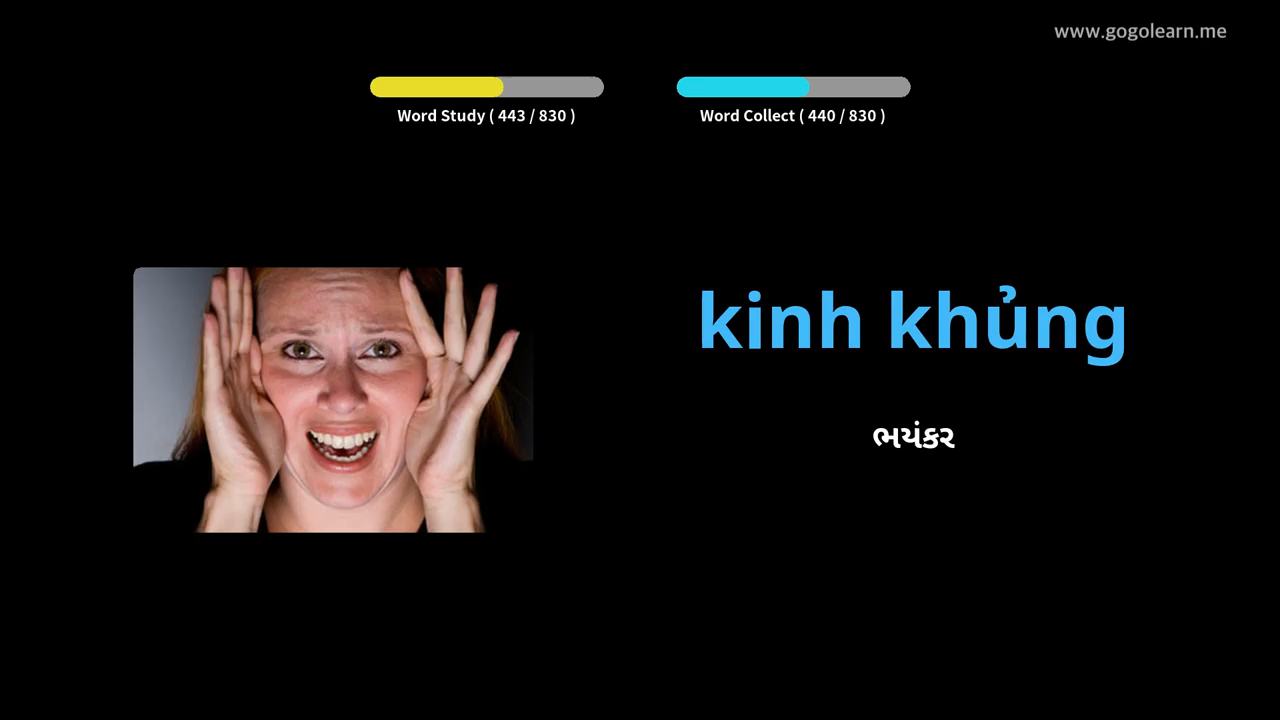 www.gogolearn.me
Word Study ( 443 / 830 )
Word Collect ( 440 / 830 )
kinh khủng
ભયંકર